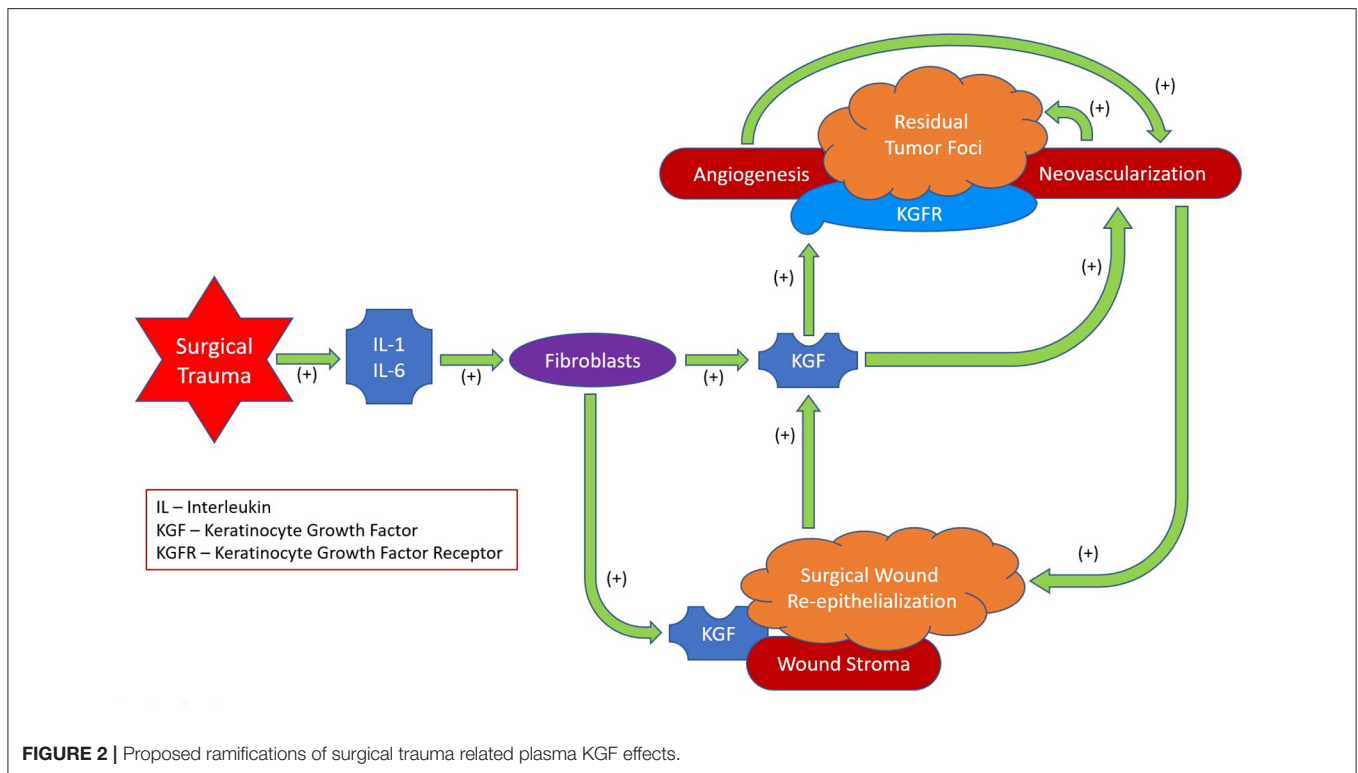 (+)
Residual
Tumor Foci
(+)
Angiogenesis
Neovascularization
KGFR
(+)
(+)
Surgical
Trauma
(+)
IL-1
IL-6
(+)
Fibroblasts
(+)
KGF
(+)
IL – Interleukin
KGF – Keratinocyte Growth Factor
KGFR – Keratinocyte Growth Factor Receptor
(+)
(+)
Surgical Wound
Re-epithelialization
KGF
Wound Stroma
FIGURE 2 | Proposed ramifications of surgical trauma related plasma KGF effects.